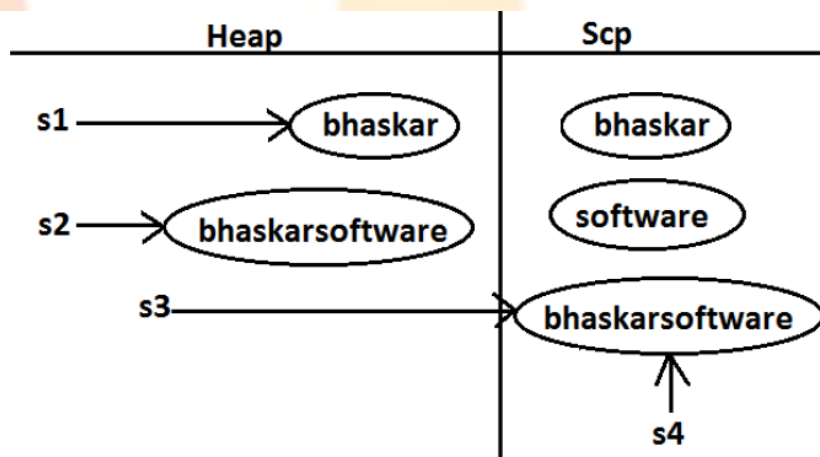 Heap Scp
s1 bhaskar bhaskar
s2 bhaskarsoftware software
s3 bhaskarsoftware
s4